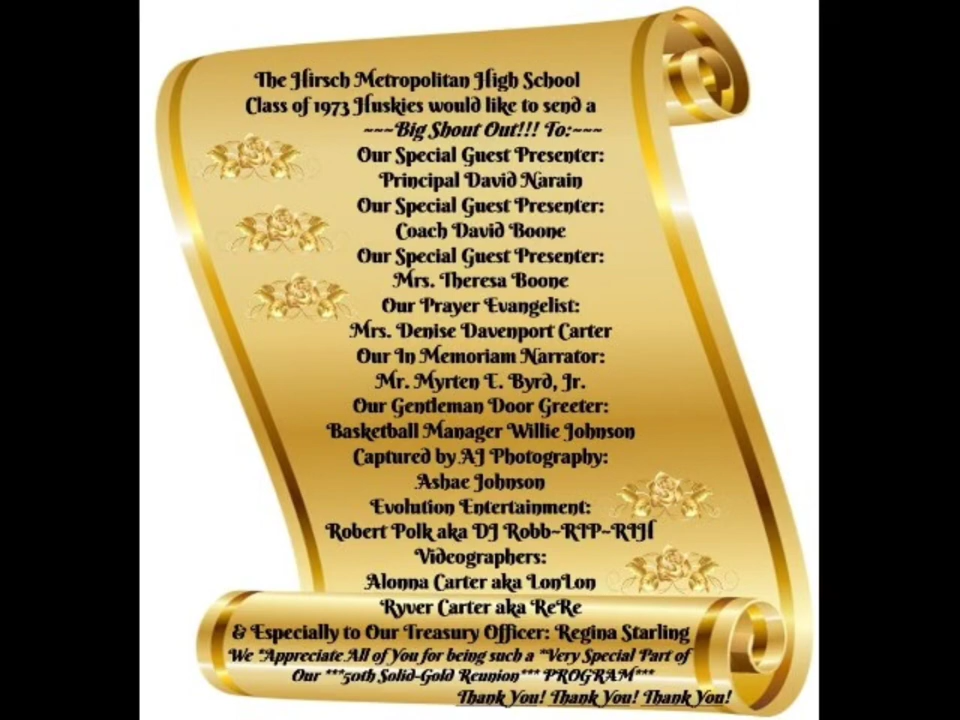 The Hirsch Metropolitan High School
Class of 1973 Huskies would like to send a
~~~Big Shout Out!!! To:~~~
Our Special Guest Presenter:
Principal David Narain
Our Special Guest Presenter:
Coach David Boone
Our Special Guest Presenter:
Mrs. Theresa Boone
Our Prayer Evangelist:
Mrs. Denise Davenport Carter
Our In Memoriam Narrator:
Mr. Myrten E. Byrd, Jr.
Our Gentleman Door Greeter:
Basketball Manager Willie Johnson
Captured by AJ Photography:
Ashae Johnson
Evolution Entertainment:
Robert Polk aka DJ Robb~RIP~RIH
Videographers:
Alonna Carter aka LonLon
Ryver Carter aka ReRe
& Especially to Our Treasury Officer: Regina Starling
We *Appreciate All of You for being such a *Very Special Part of
Our ***50th Solid-Gold Reunion*** PROGRAM***
Thank You! Thank You! Thank You!